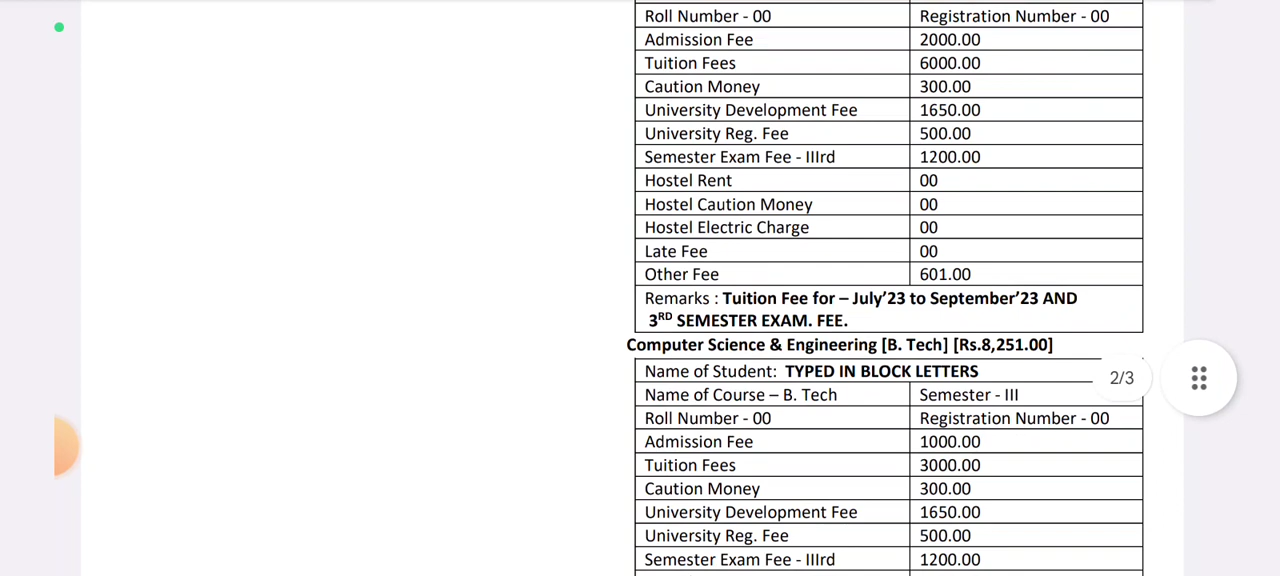 Roll Number - 00 Registration Number - 00
Admission Fee 2000.00
Tuition Fees 6000.00
Caution Money 300.00
University Development Fee 1650.00
University Reg. Fee 500.00
Semester Exam Fee - IIIrd 1200.00
Hostel Rent 00
Hostel Caution Money 00
Hostel Electric Charge 00
Late Fee 00
Other Fee 601.00
Remarks : Tuition Fee for – July’23 to September’23 AND
3RD SEMESTER EXAM. FEE.
Computer Science & Engineering [B. Tech] [Rs.8,251.00]
Name of Student: TYPED IN BLOCK LETTERS
2/3
Name of Course – B. Tech Semester - III
Roll Number - 00 Registration Number - 00
Admission Fee 1000.00
Tuition Fees 3000.00
Caution Money 300.00
University Development Fee 1650.00
University Reg. Fee 500.00
Semester Exam Fee - IIIrd 1200.00